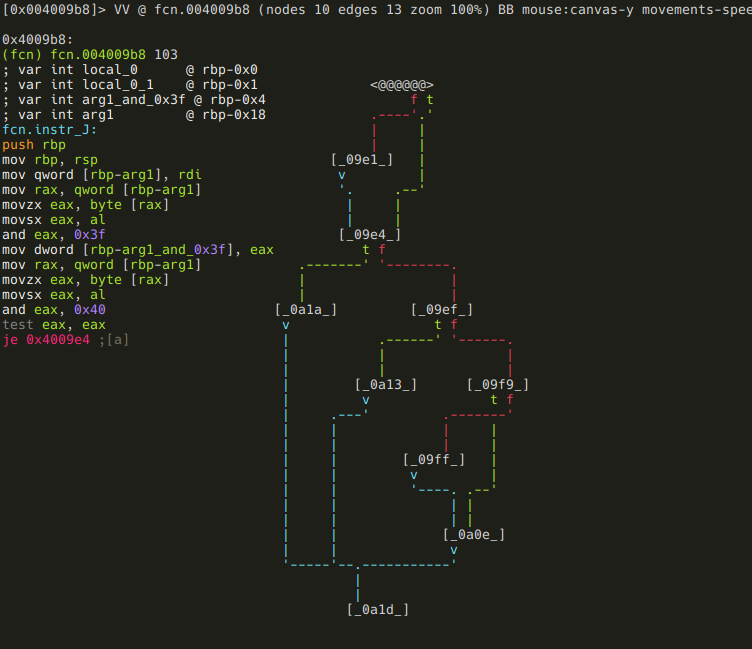 [0x004009b8]> VV @ fcn.004009b8 (nodes 10 edges 13 zoom 100%) BB mouse:canvas-y movements-spee
0x4009b8:
(fcn) fcn.004009b8 103
; var int local_0      @ rbp-0x0
; var int local_0_1    @ rbp-0x1
; var int arg1_and_0x3f @ rbp-0x4
; var int arg1         @ rbp-0x18
fcn.instr_J:
push rbp
mov rbp, rsp
mov qword [rbp-arg1], rdi
mov rax, qword [rbp-arg1]
movzx eax, byte [rax]
movsx eax, al
and eax, 0x3f
mov dword [rbp-arg1_and_0x3f], eax
mov rax, qword [rbp-arg1]
movzx eax, byte [rax]
movsx eax, al
and eax, 0x40
test eax, eax
je 0x4009e4 ;[a]
<@@@@@@>
f t
[_09e1_]
v
[_09e4_]
t f
[_0a1a_] [_09ef_]
v t f
[_0a13_] [_09f9_]
v t f
[_09ff_]
v
[_0a0e_]
v
[_0a1d_]